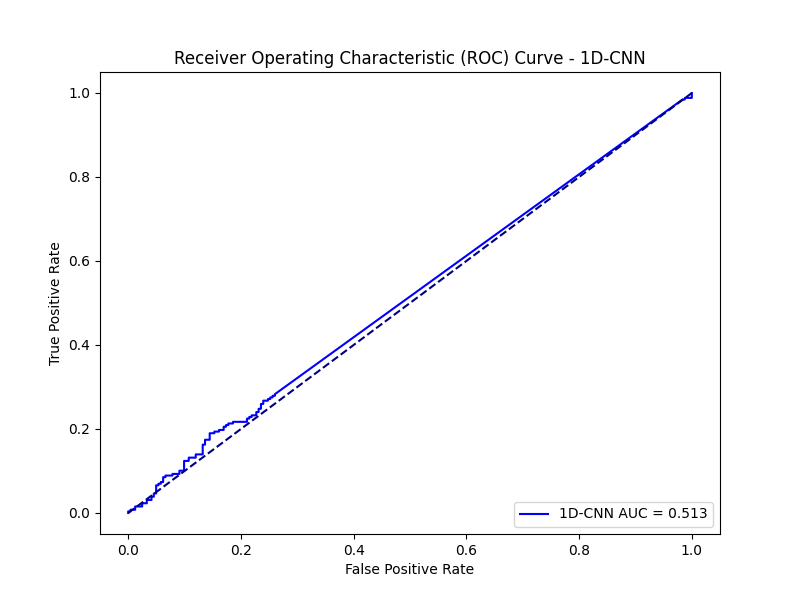 Receiver Operating Characteristic (ROC) Curve - 1D-CNN
1.0
0.8
0.6
0.4
0.2
0.0
True Positive Rate
1D-CNN AUC = 0.513
0.0 0.2 0.4 0.6 0.8 1.0
False Positive Rate